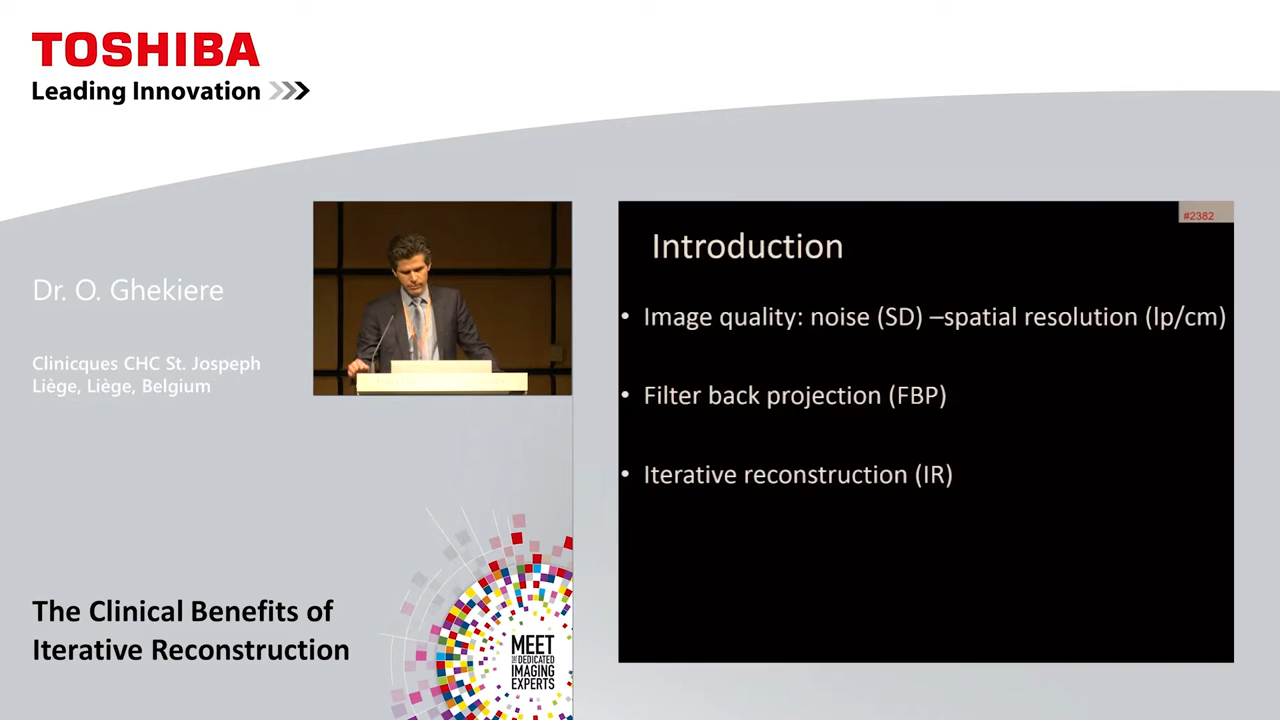 TOSHIBA
Leading Innovation
Dr. O. Ghekiere
Clinicques CHC St. Jospeph
Liège, Liège, Belgium
The Clinical Benefits of
Iterative Reconstruction
MEET
THE DEDICATED
IMAGING
EXPERTS
#2382
Introduction
• Image quality: noise (SD) –spatial resolution (lp/cm)
• Filter back projection (FBP)
• Iterative reconstruction (IR)